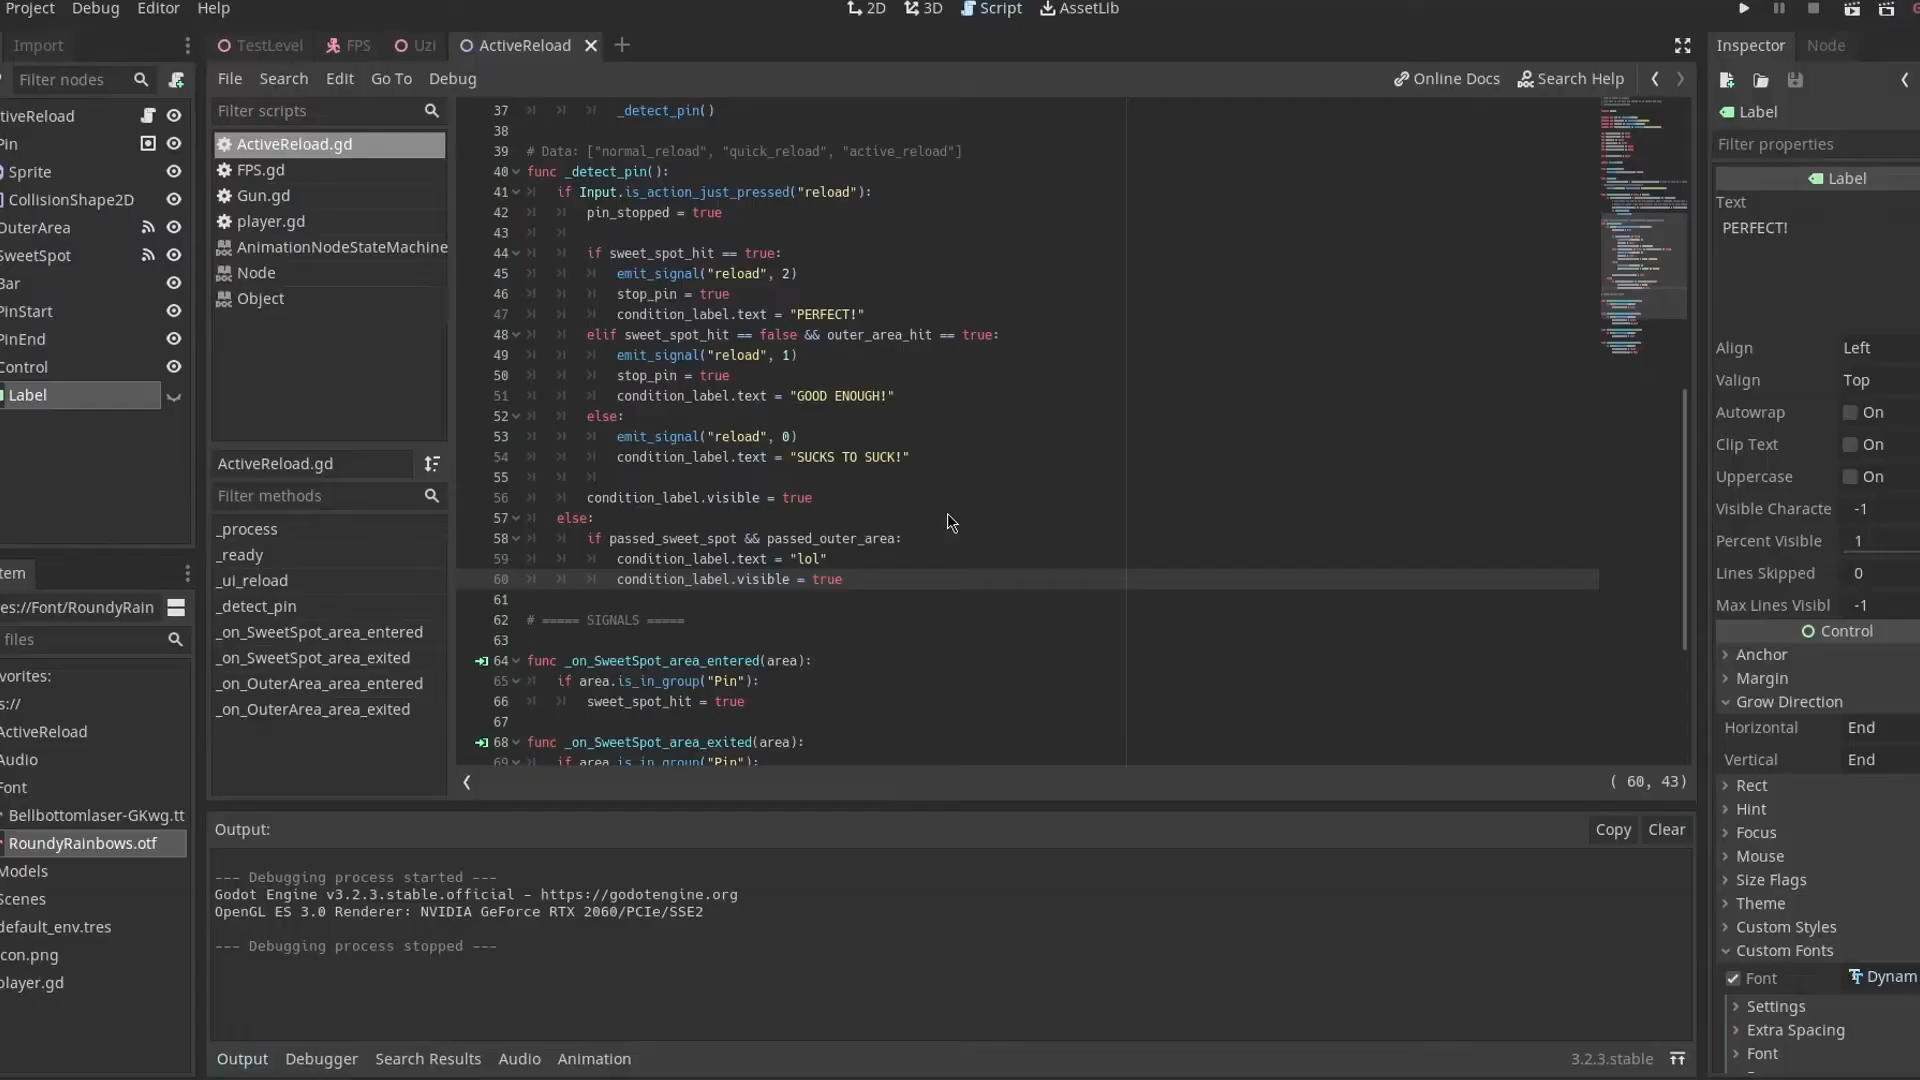 Project Debug Editor Help
2D 3D Script AssetLib
Import
TestLevel FPS Uzi ActiveReload
Inspector Node
Filter nodes
File Search Edit Go To Debug
Online Docs Search Help
tiveReload
Pin
Sprite
CollisionShape2D
OuterArea
SweetSpot
Bar
PinStart
PinEnd
Control
Label
tem
es://Font/RoundyRain
files
vorites:
s://
ActiveReload
Audio
Font
Bellbottomlaser-GKwg.tt
RoundyRainbows.otf
Models
Scenes
default_env.tres
con.png
player.gd
Filter scripts
ActiveReload.gd
FPS.gd
Gun.gd
player.gd
AnimationNodeStateMachine
Node
Object
ActiveReload.gd
Filter methods
_process
_ready
_ui_reload
_detect_pin
_on_SweetSpot_area_entered
_on_SweetSpot_area_exited
_on_OuterArea_area_entered
_on_OuterArea_area_exited
37 _detect_pin()
38
39 # Data: ["normal_reload", "quick_reload", "active_reload"]
40 func _detect_pin():
41 if Input.is_action_just_pressed("reload"):
42 pin_stopped = true
43
44 if sweet_spot_hit == true:
45 emit_signal("reload", 2)
46 stop_pin = true
47 condition_label.text = "PERFECT!"
48 elif sweet_spot_hit == false && outer_area_hit == true:
49 emit_signal("reload", 1)
50 stop_pin = true
51 condition_label.text = "GOOD ENOUGH!"
52 else:
53 emit_signal("reload", 0)
54 condition_label.text = "SUCKS TO SUCK!"
55
56 condition_label.visible = true
57 else:
58 if passed_sweet_spot && passed_outer_area:
59 condition_label.text = "lol"
60 condition_label.visible = true
61
62 # ===== SIGNALS =====
63
64 func _on_SweetSpot_area_entered(area):
65 if area.is_in_group("Pin"):
66 sweet_spot_hit = true
67
68 func _on_SweetSpot_area_exited(area):
69 if area.is_in_group("Pin"):
( 60, 43)
Output:
Copy Clear
--- Debugging process started ---
Godot Engine v3.2.3.stable.official - https://godotengine.org
OpenGL ES 3.0 Renderer: NVIDIA GeForce RTX 2060/PCIe/SSE2
--- Debugging process stopped ---
Output Debugger Search Results Audio Animation
3.2.3.stable
Label
Filter properties
Label
Text
PERFECT!
Align Left
Valign Top
Autowrap On
Clip Text On
Uppercase On
Visible Characte -1
Percent Visible 1
Lines Skipped 0
Max Lines Visibl -1
Control
Anchor
Margin
Grow Direction
Horizontal End
Vertical End
Rect
Hint
Focus
Mouse
Size Flags
Theme
Custom Styles
Custom Fonts
Font Dynam
Settings
Extra Spacing
Font